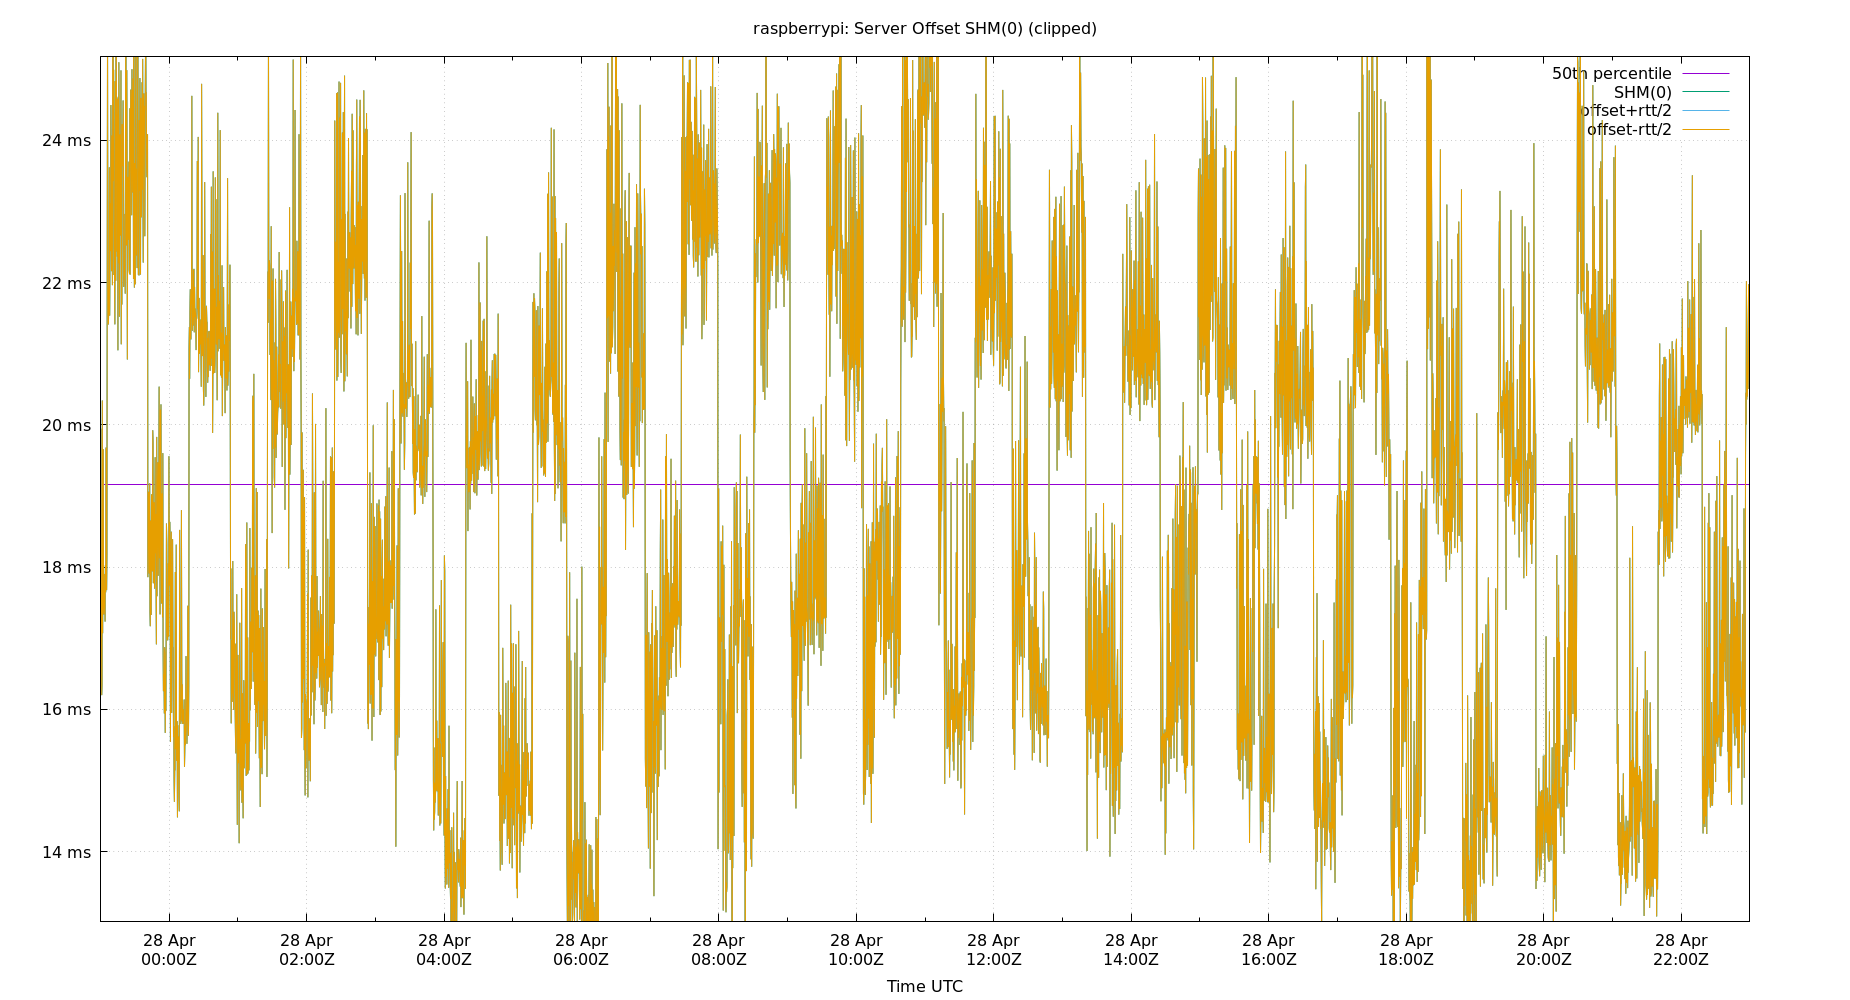 raspberrypi: Server Offset SHM(0) (clipped)
50th percentile
SHM(0)
offset+rtt/2
offset-rtt/2
24 ms
22 ms
20 ms
18 ms
16 ms
14 ms
28 Apr 28 Apr 28 Apr 28 Apr 28 Apr 28 Apr 28 Apr 28 Apr 28 Apr 28 Apr 28 Apr 28 Apr
00:00Z 02:00Z 04:00Z 06:00Z 08:00Z 10:00Z 12:00Z 14:00Z 16:00Z 18:00Z 20:00Z 22:00Z
Time UTC